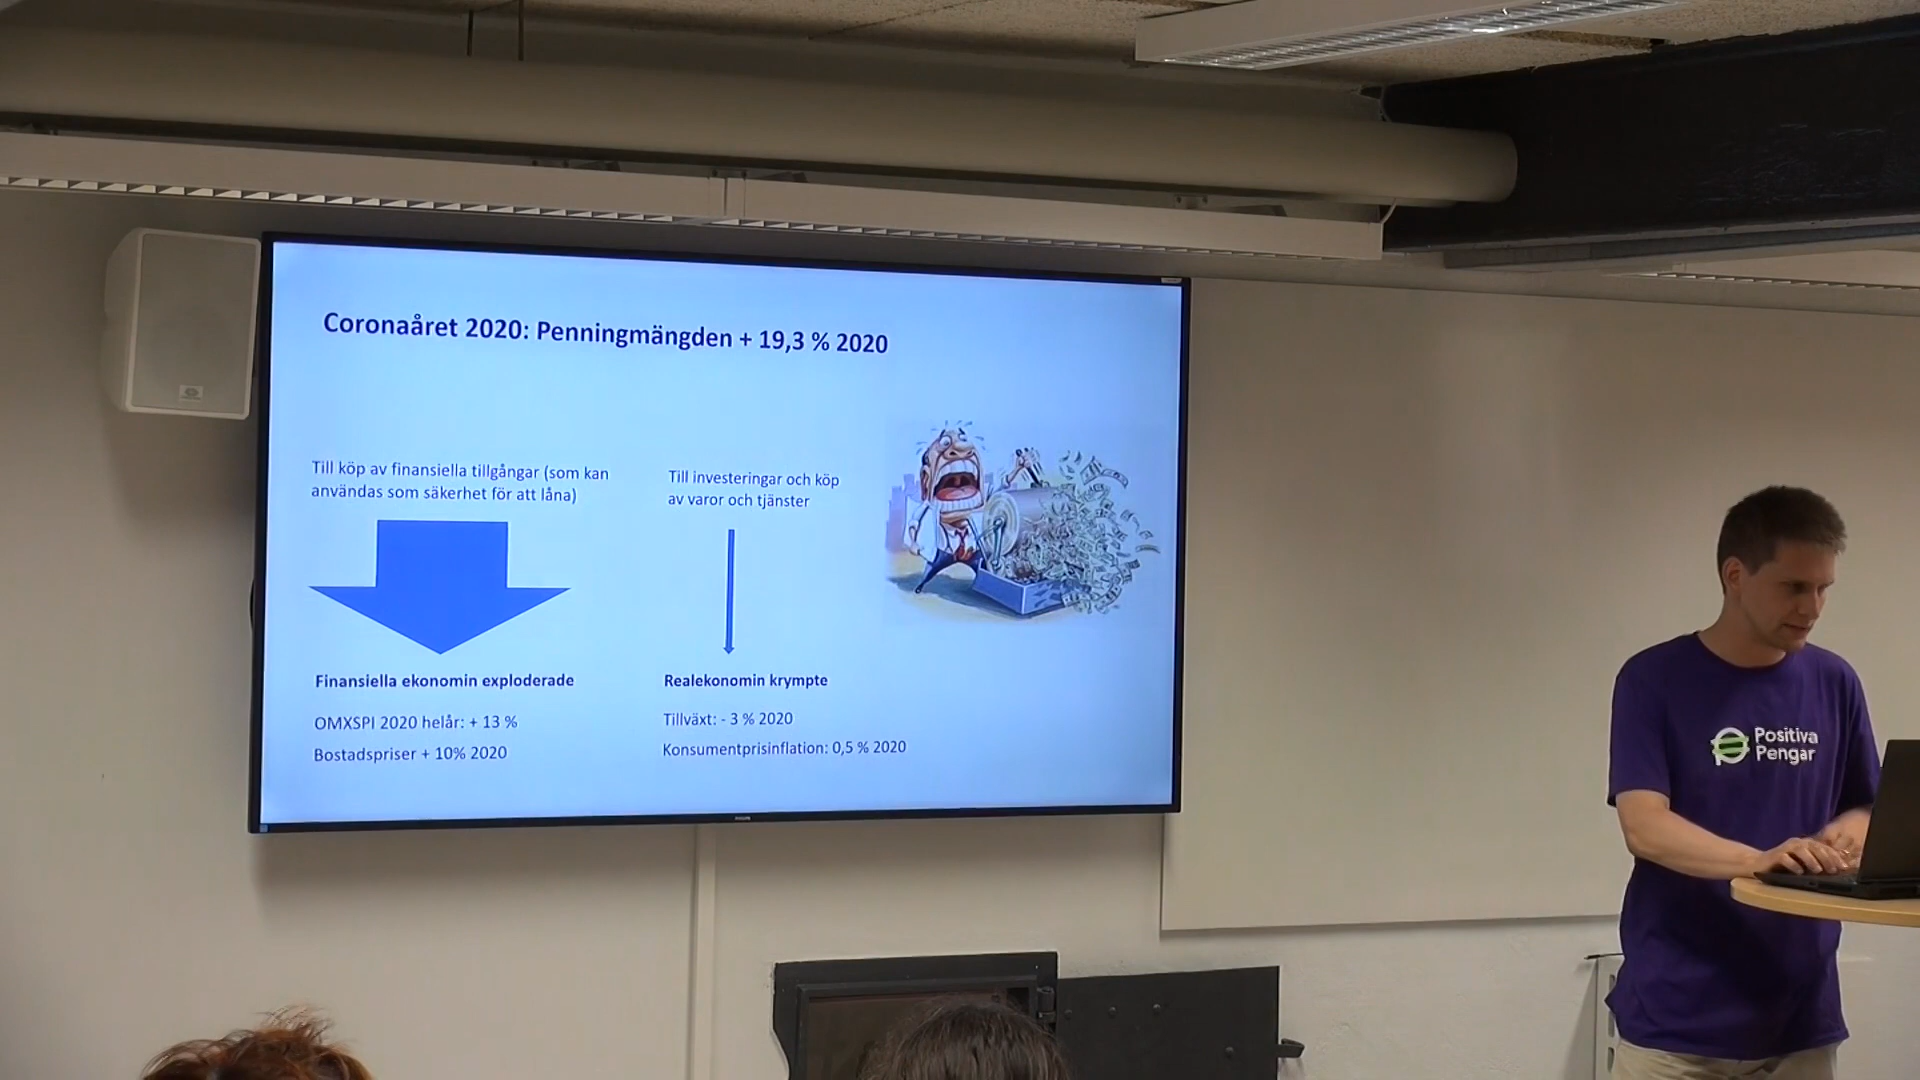 Coronaåret 2020: Penningmängden + 19,3 % 2020
Till köp av finansiella tillgångar (som kan
användas som säkerhet för att låna)
Till investeringar och köp
av varor och tjänster
Finansiella ekonomin exploderade
OMXSPI 2020 helår: + 13 %
Bostadspriser + 10% 2020
Realekonomin krympte
Tillväxt: - 3 % 2020
Konsumentprisinflation: 0,5 % 2020
PHILIPS
Positiva
Pengar